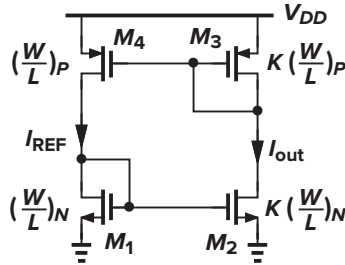 V_DD
M_4 M_3
(W/L)_P K(W/L)_P
I_REF I_out
(W/L)_N K(W/L)_N
M_1 M_2